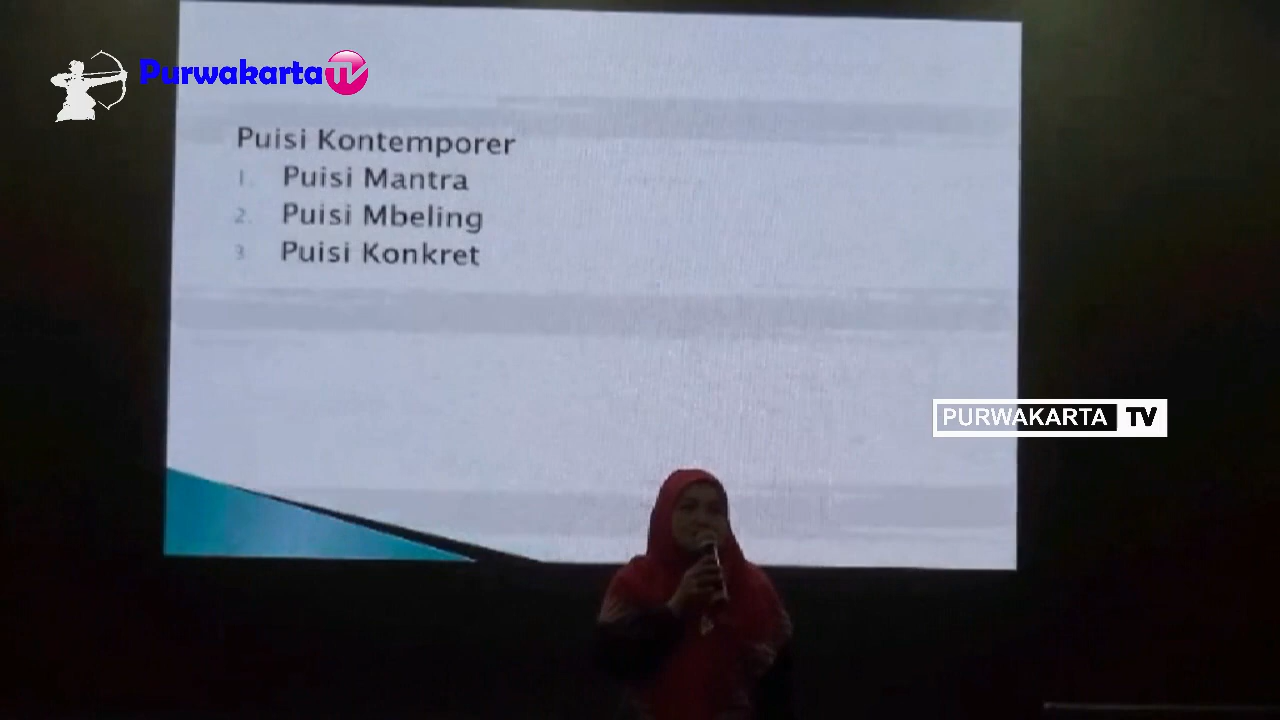 PurwakartaTV
Puisi Kontemporer
1. Puisi Mantra
2. Puisi Mbeling
3. Puisi Konkret
PURWAKARTA TV